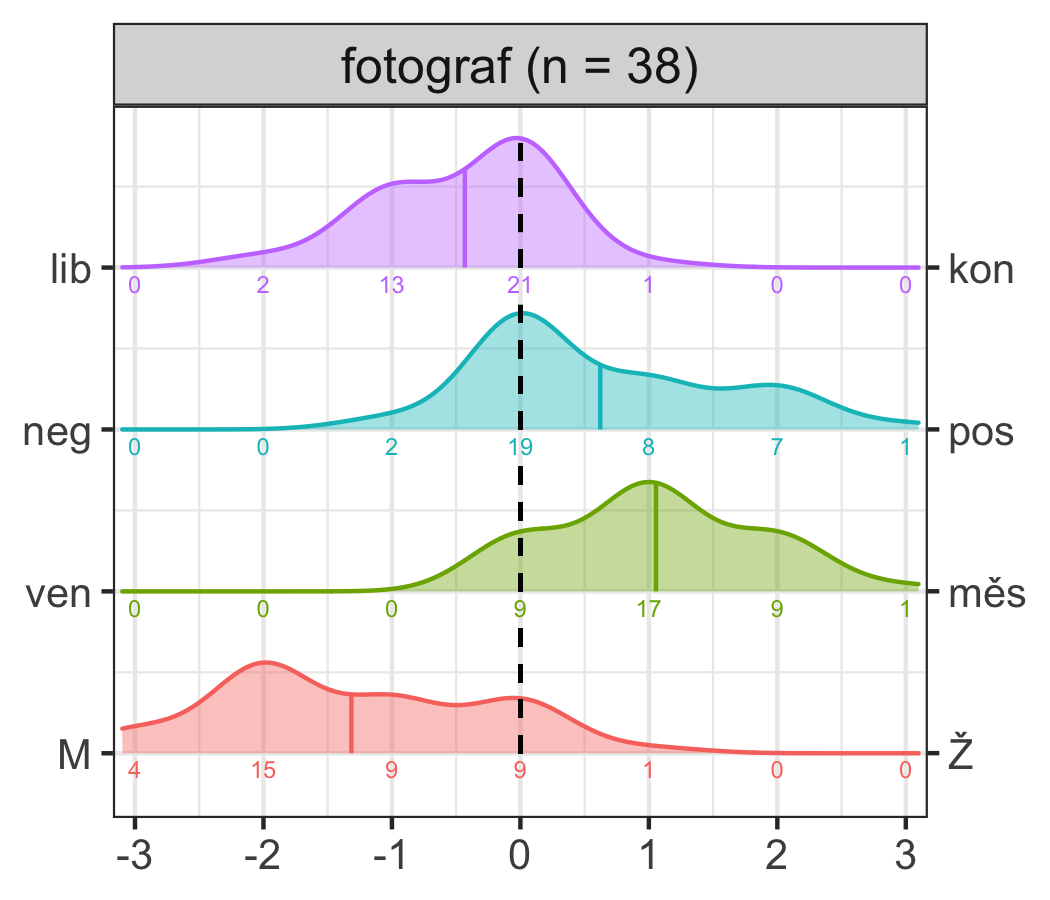 fotograf (n = 38)
lib kon
0 2 13 21 1 0 0
neg pos
0 0 2 19 8 7 1
ven měs
0 0 0 9 17 9 1
M Ž
4 15 9 9 1 0 0
-3 -2 -1 0 1 2 3